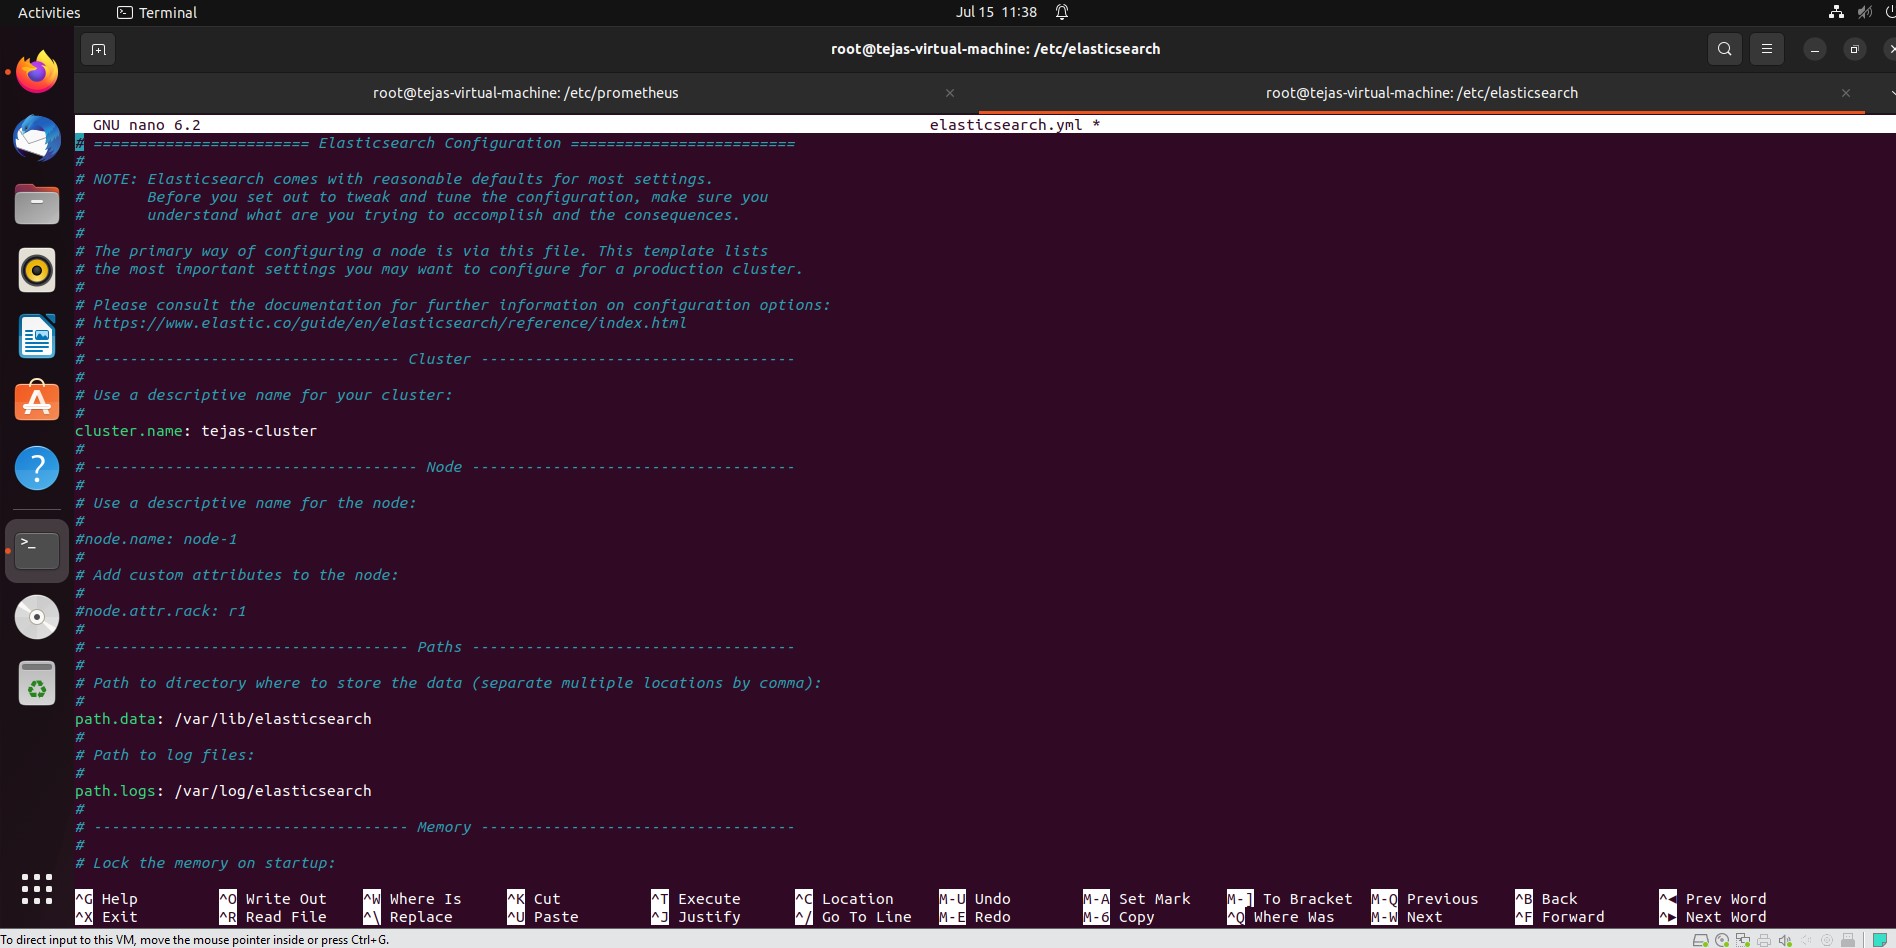 Activities Terminal Jul 15 11:38
root@tejas-virtual-machine: /etc/elasticsearch
root@tejas-virtual-machine: /etc/prometheus root@tejas-virtual-machine: /etc/elasticsearch
GNU nano 6.2 elasticsearch.yml *
# ======================== Elasticsearch Configuration =========================
#
# NOTE: Elasticsearch comes with reasonable defaults for most settings.
#       Before you set out to tweak and tune the configuration, make sure you
#       understand what are you trying to accomplish and the consequences.
#
# The primary way of configuring a node is via this file. This template lists
# the most important settings you may want to configure for a production cluster.
#
# Please consult the documentation for further information on configuration options:
# https://www.elastic.co/guide/en/elasticsearch/reference/index.html
#
# ---------------------------------- Cluster -----------------------------------
#
# Use a descriptive name for your cluster:
#
cluster.name: tejas-cluster
#
# ------------------------------------ Node ------------------------------------
#
# Use a descriptive name for the node:
#
#node.name: node-1
#
# Add custom attributes to the node:
#
#node.attr.rack: r1
#
# ----------------------------------- Paths ------------------------------------
#
# Path to directory where to store the data (separate multiple locations by comma):
#
path.data: /var/lib/elasticsearch
#
# Path to log files:
#
path.logs: /var/log/elasticsearch
#
# ----------------------------------- Memory -----------------------------------
#
# Lock the memory on startup:
^G Help ^O Write Out ^W Where Is ^K Cut ^T Execute ^C Location M-U Undo M-A Set Mark M-] To Bracket M-Q Previous ^B Back ^◀ Prev Word
^X Exit ^R Read File ^\ Replace ^U Paste ^J Justify ^/ Go To Line M-E Redo M-6 Copy ^Q Where Was M-W Next ^F Forward ^▶ Next Word
To direct input to this VM, move the mouse pointer inside or press Ctrl+G.